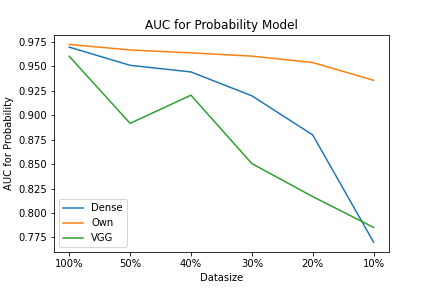 AUC for Probability Model
0.975
0.950
0.925
0.900
0.875
0.850
0.825
0.800
0.775
AUC for Probability
Dense
Own
VGG
100% 50% 40% 30% 20% 10%
Datasize